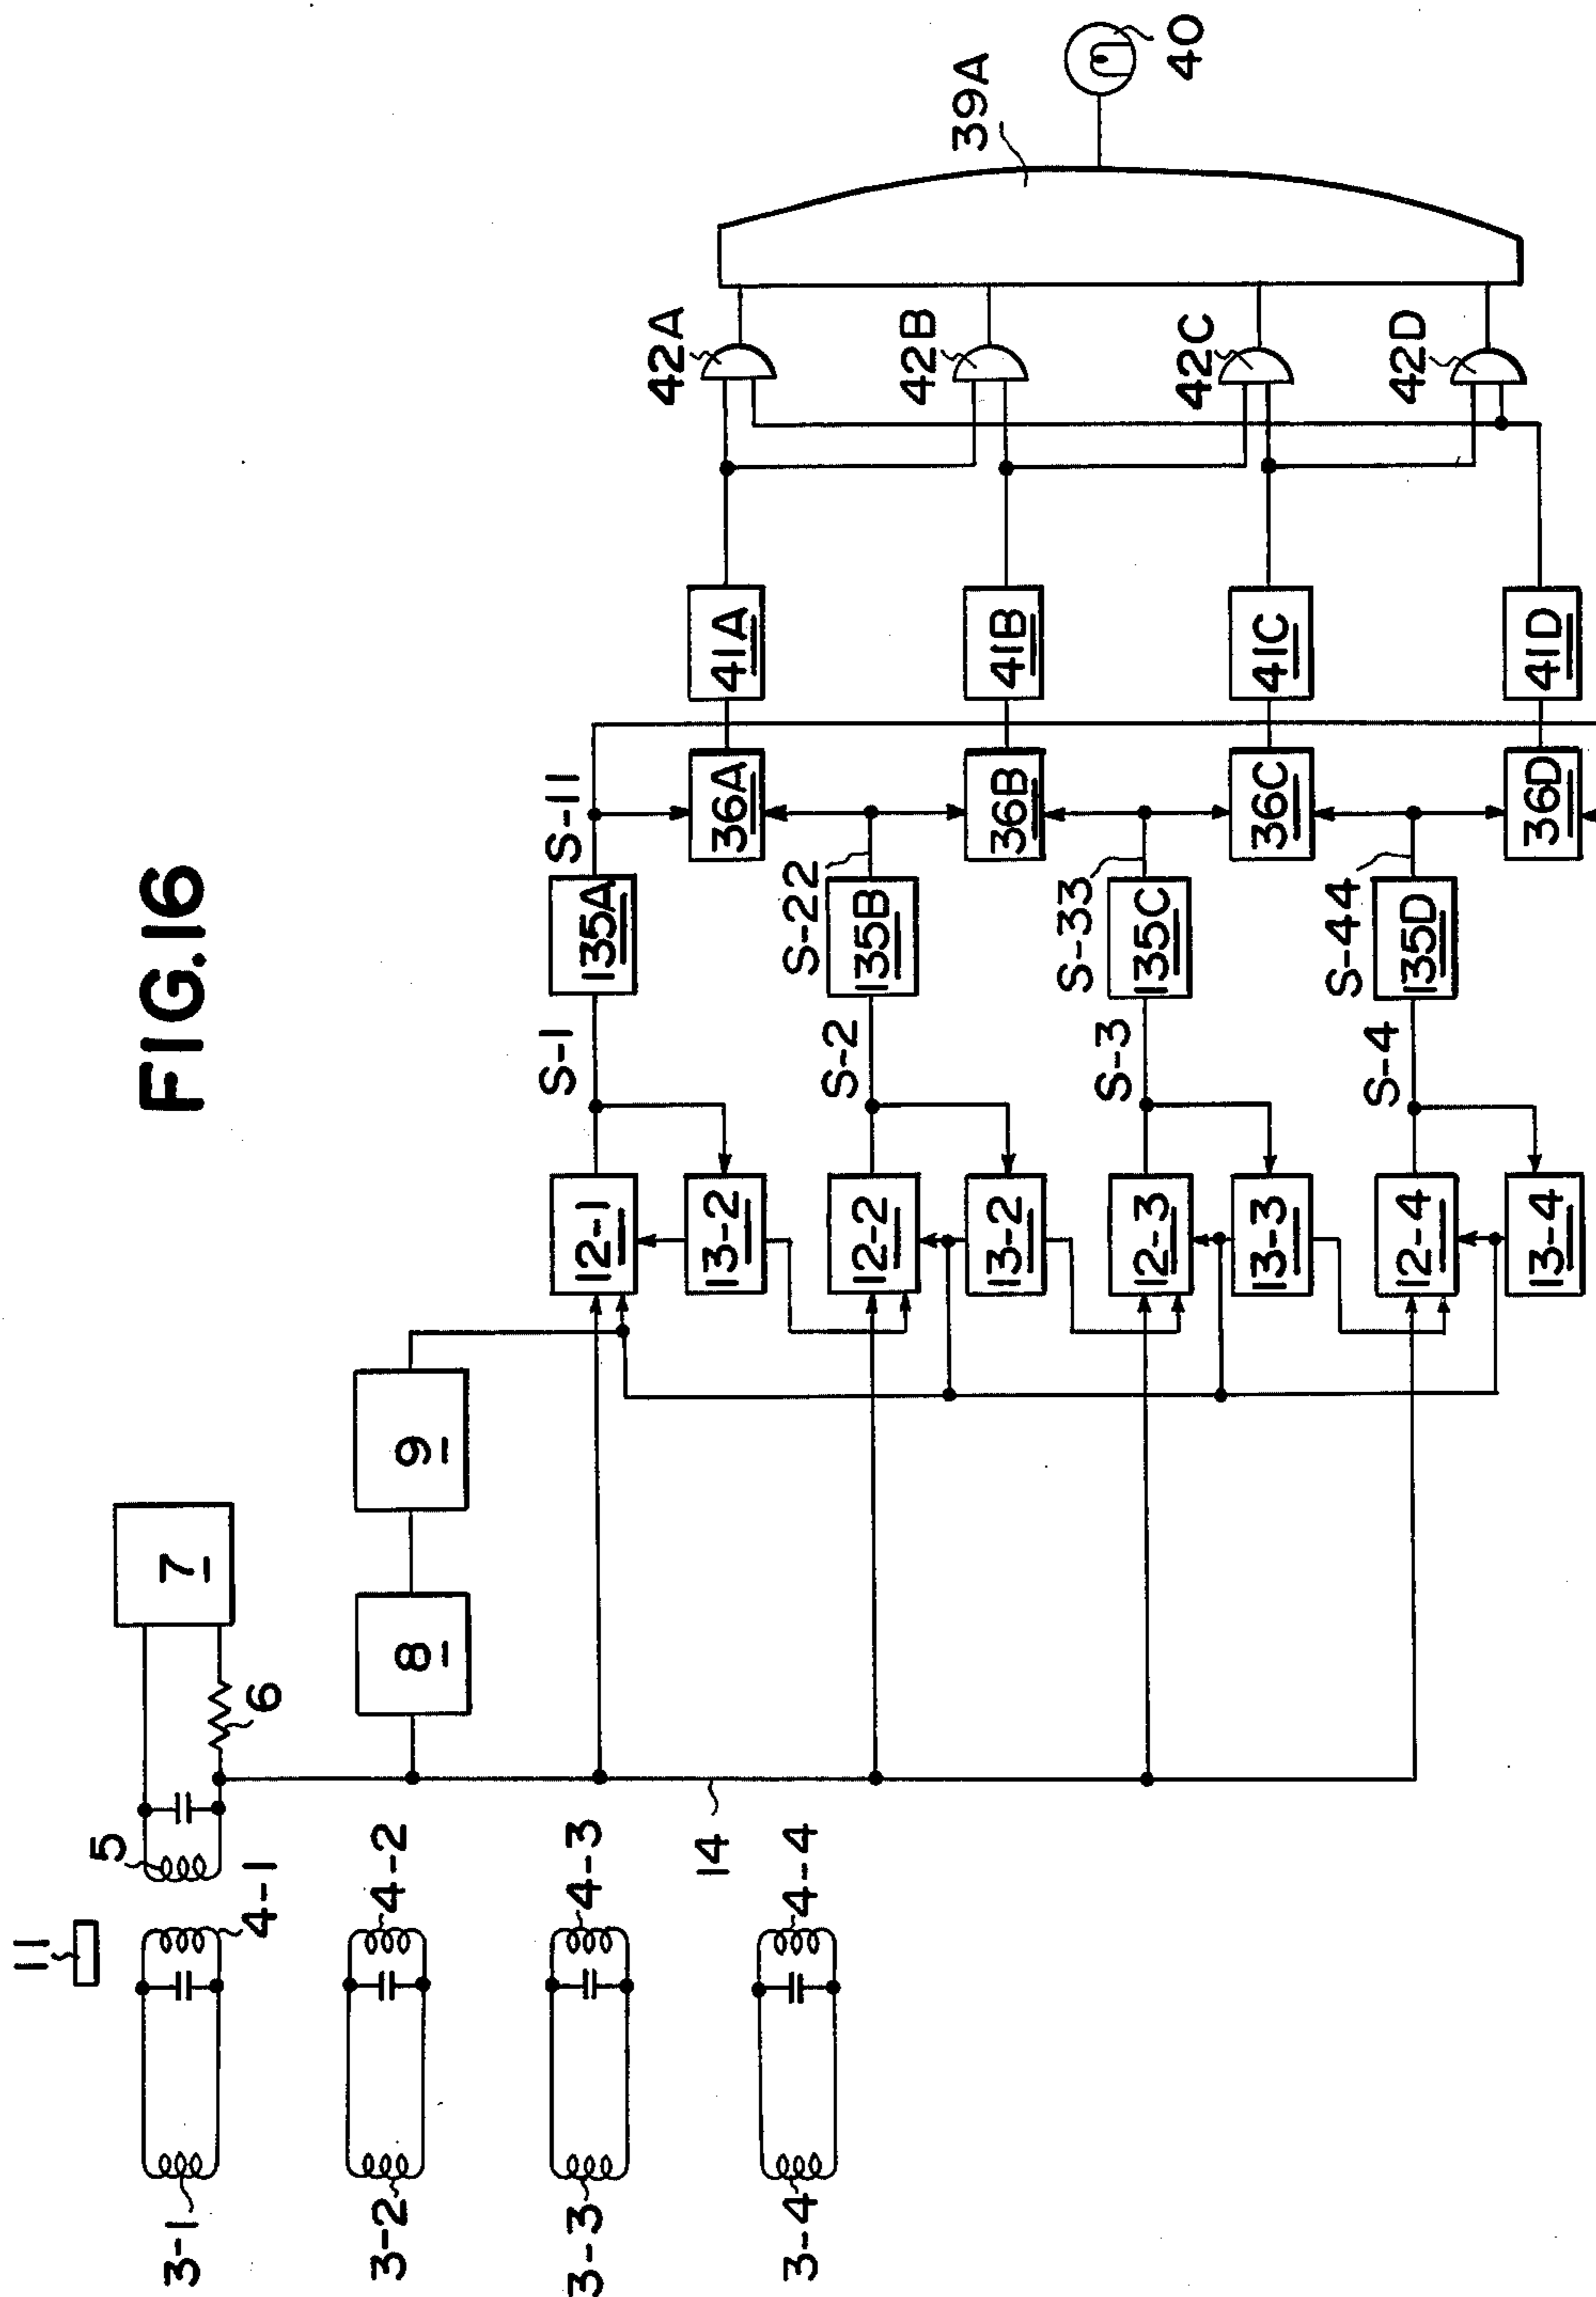 FIG.16
11
3-1
4-1
5
6
7
3-2
4-2
8
9
3-3
4-3
14
3-4
4-4
12-1
S-1
135A
S-11
13-2
36A
41A
42A
12-2
S-2
135B
S-22
13-2
36B
41B
42B
12-3
S-3
135C
S-33
13-3
36C
41C
42C
12-4
S-4
135D
S-44
13-4
36D
41D
42D
39A
40